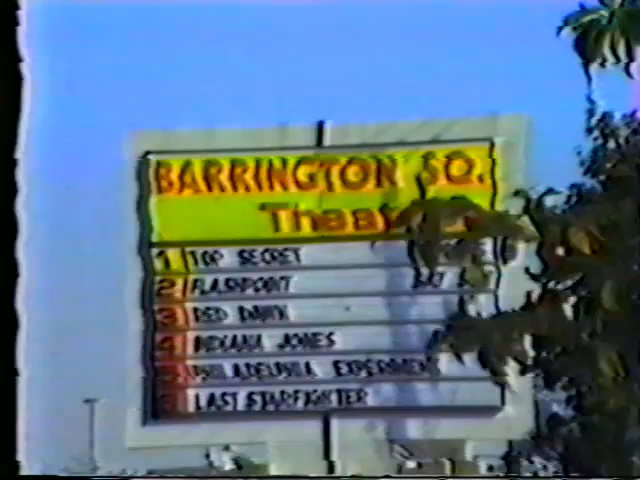 BARRINGTON SQ.
1 TOP SECRET
2 FLASHPOINT
3 RED DAWN
4 INDIANA JONES
PHILADELPHIA EXPERIMENT
LAST STARFIGHTER